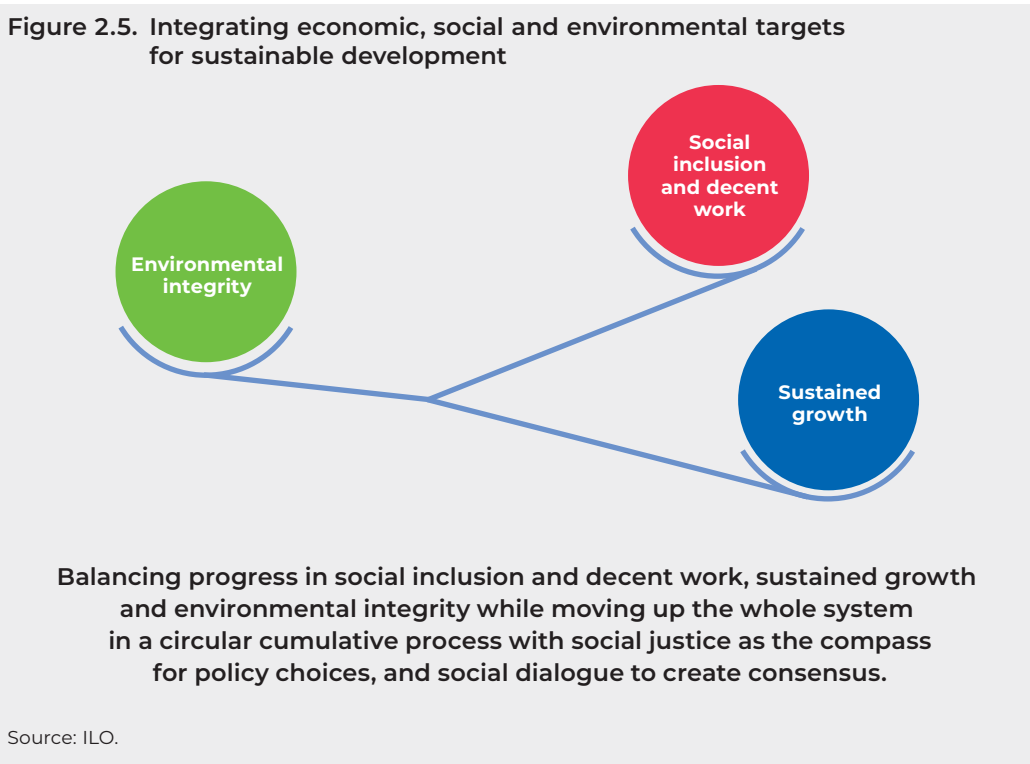 Figure 2.5. Integrating economic, social and environmental targets
for sustainable development
Social
inclusion
and decent
work
Environmental
integrity
Sustained
growth
Balancing progress in social inclusion and decent work, sustained growth
and environmental integrity while moving up the whole system
in a circular cumulative process with social justice as the compass
for policy choices, and social dialogue to create consensus.
Source: ILO.